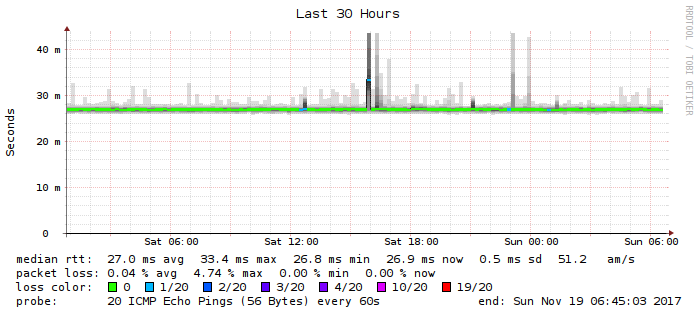 Last 30 Hours
RRDTOOL / TOBI OETIKER
Seconds
40 m
30 m
20 m
10 m
0
Sat 06:00 Sat 12:00 Sat 18:00 Sun 00:00 Sun 06:00
median rtt: 27.0 ms avg 33.4 ms max 26.8 ms min 26.9 ms now 0.5 ms sd 51.2 am/s
packet loss: 0.04 % avg 4.74 % max 0.00 % min 0.00 % now
loss color: 0 1/20 2/20 3/20 4/20 10/20 19/20
probe: 20 ICMP Echo Pings (56 Bytes) every 60s end: Sun Nov 19 06:45:03 2017